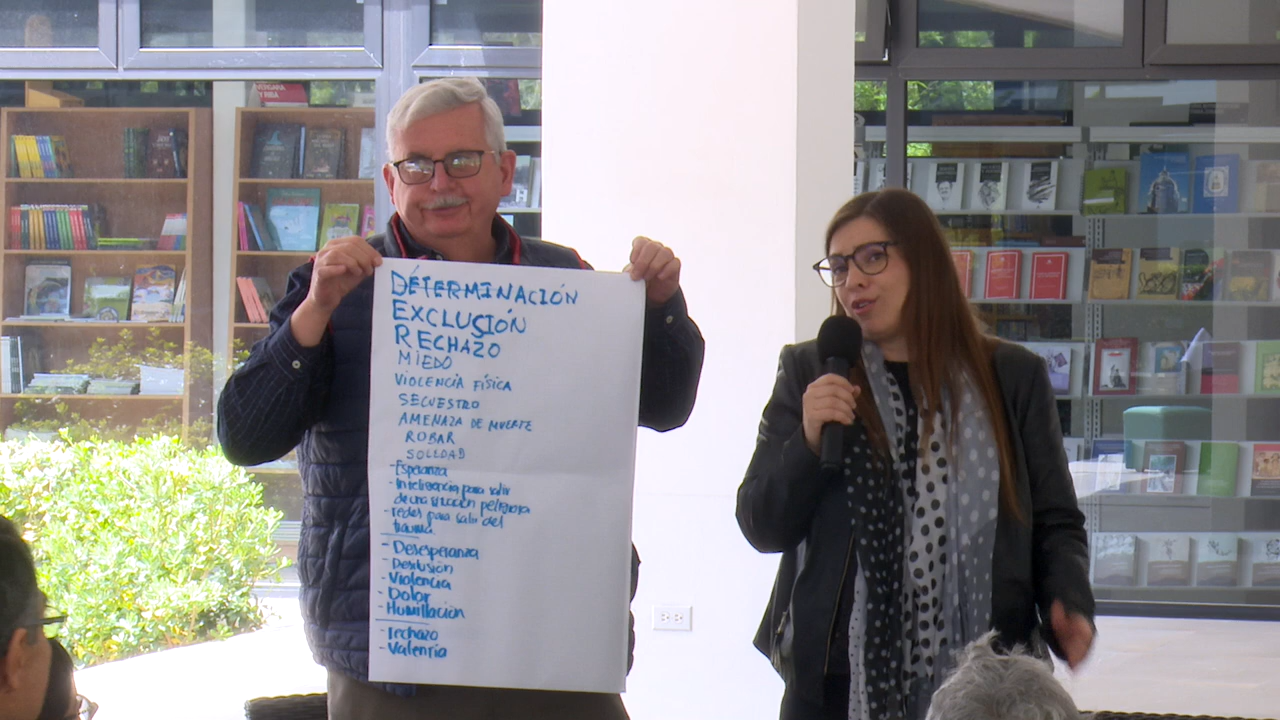 DÉTERMINACIÓN
EXCLUSIÓN
RECHAZO
MIEDO
VIOLENCIA FÍSICA
SECUESTRO
AMENAZA DE MUERTE
ROBAR
SOLEDAD
- Esperanza
- Inteligencia para salir
de una situación peligrosa
- redes para salir del
trauma
- Desesperanza
- Desilusión
- Violencia
- Dolor
- Humillación
- rechazo
- Valentía